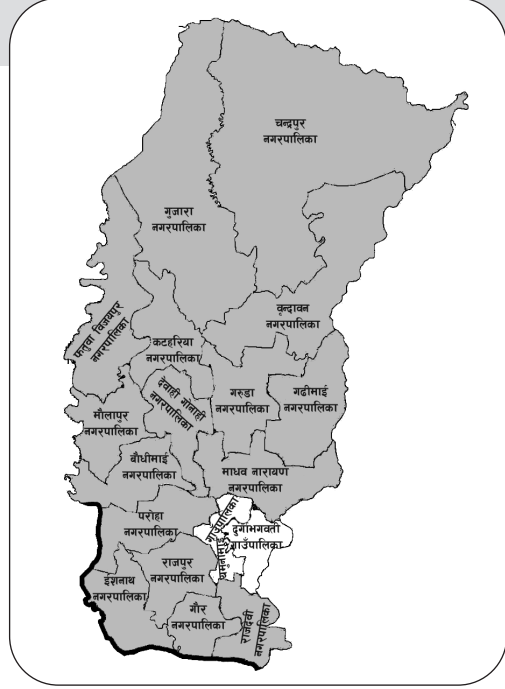 चन्द्रपुर
नगरपालिका
गुजारा
नगरपालिका
वृन्दावन
नगरपालिका
फतुवा विजयपुर
नगरपालिका
कटहरिया
नगरपालिका
देवाही गोनाही
नगरपालिका
गरुडा
नगरपालिका
गढीमाई
नगरपालिका
मौलापुर
नगरपालिका
बौधीमाई
नगरपालिका
माधव नारायण
नगरपालिका
परोहा
नगरपालिका
यमुनामाई
गाउँपालिका
दुर्गाभगवती
गाउँपालिका
राजपुर
नगरपालिका
ईशनाथ
नगरपालिका
गौर
नगरपालिका
राजदेवी
नगरपालिका